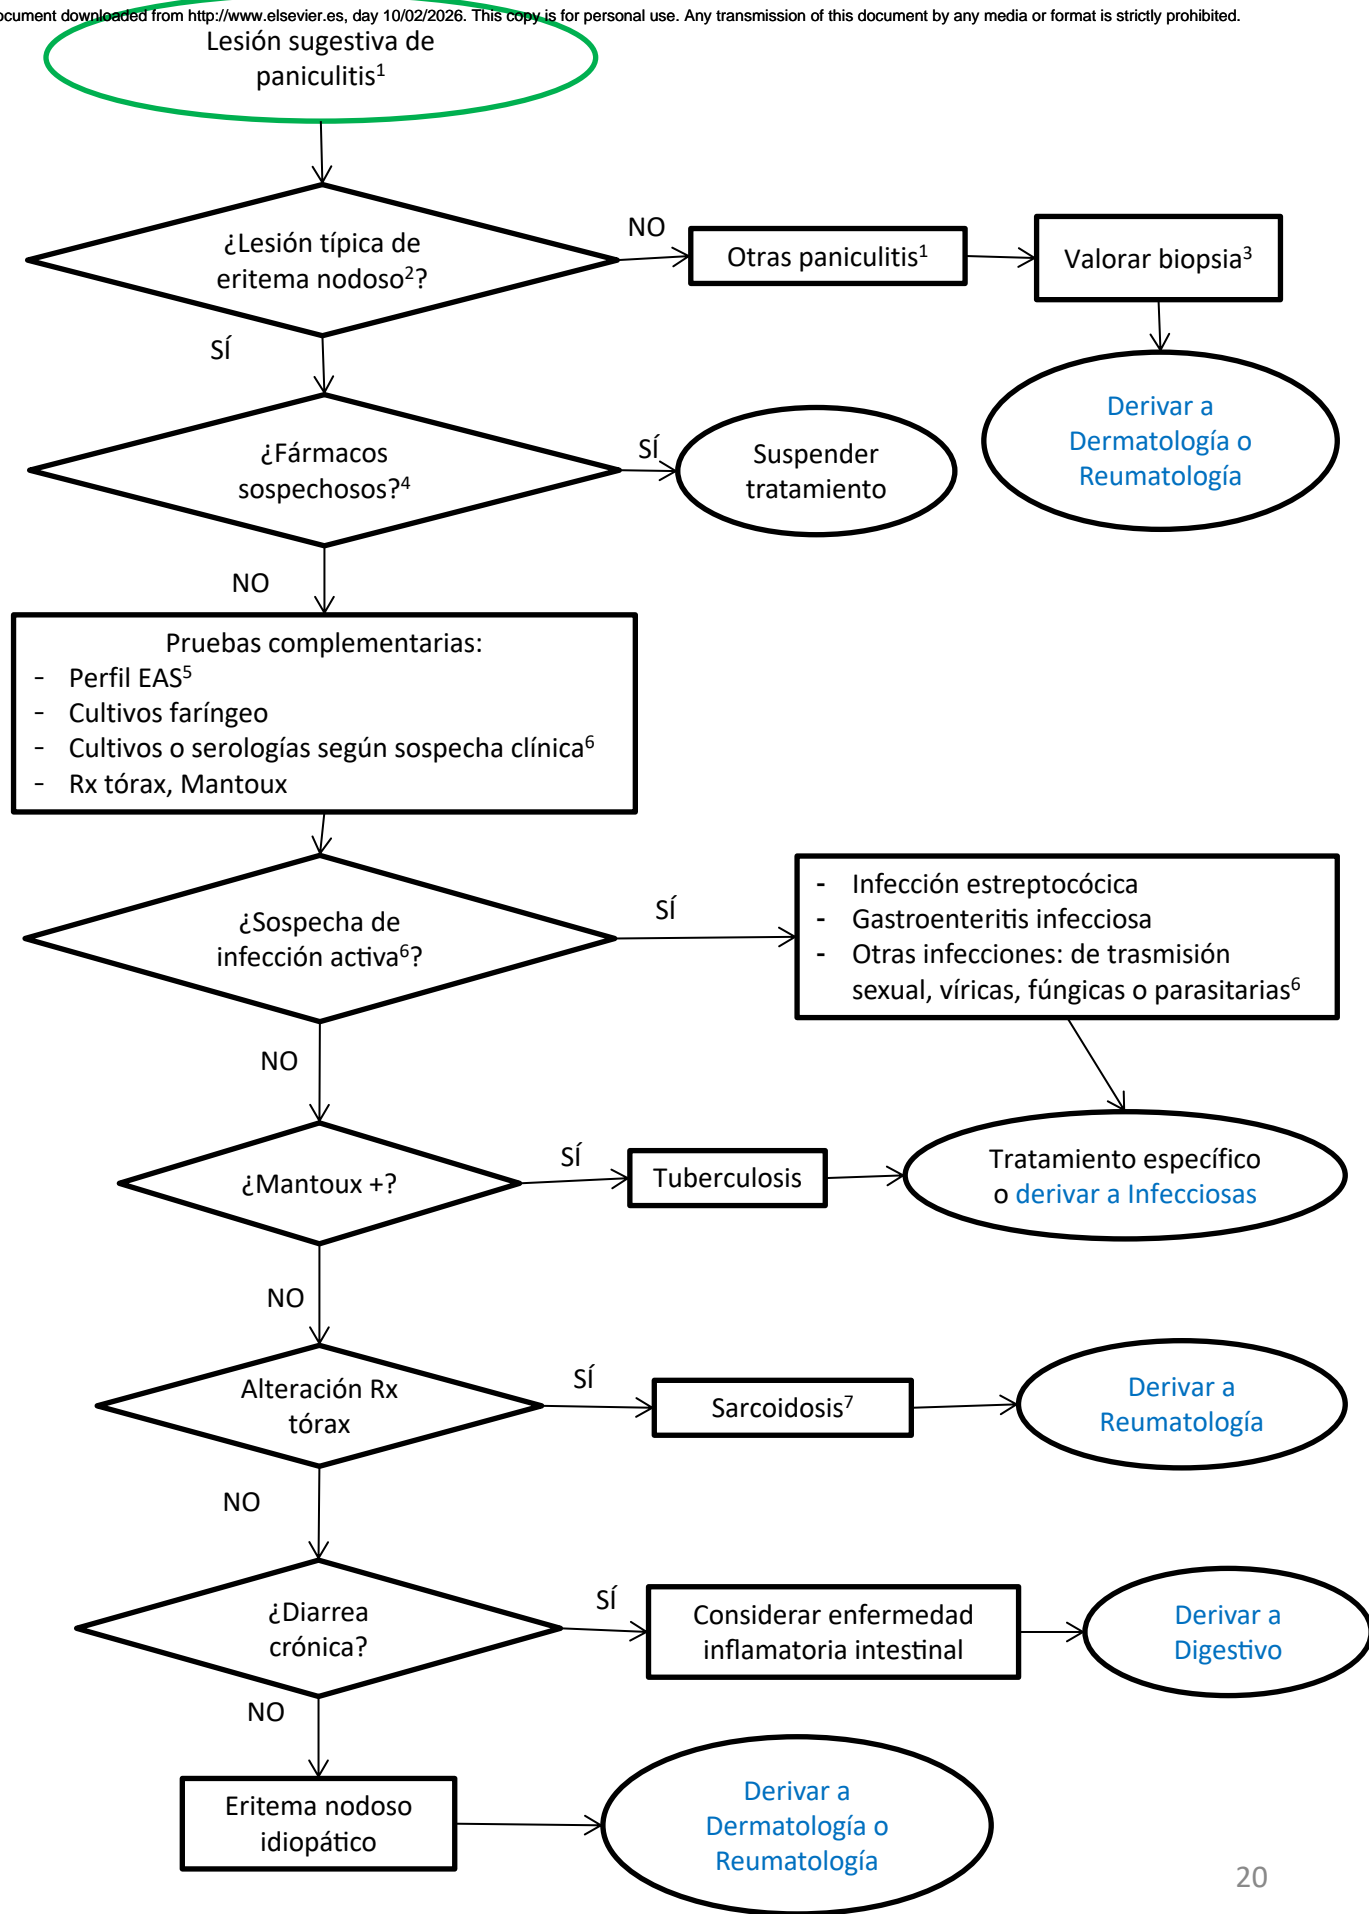 ocument downloaded from http://www.elsevier.es, day 10/02/2026. This copy is for personal use. Any transmission of this document by any media or format is strictly prohibited.
Lesión sugestiva de
paniculitis¹
¿Lesión típica de
eritema nodoso²?
NO
Otras paniculitis¹
Valorar biopsia³
Derivar a
Dermatología o
Reumatología
SÍ
¿Fármacos
sospechosos?⁴
SÍ
Suspender
tratamiento
NO
Pruebas complementarias:
- Perfil EAS⁵
- Cultivos faríngeo
- Cultivos o serologías según sospecha clínica⁶
- Rx tórax, Mantoux
¿Sospecha de
infección activa⁶?
SÍ
- Infección estreptocócica
- Gastroenteritis infecciosa
- Otras infecciones: de trasmisión
sexual, víricas, fúngicas o parasitarias⁶
NO
¿Mantoux +?
SÍ
Tuberculosis
Tratamiento específico
o derivar a Infecciosas
NO
Alteración Rx
tórax
SÍ
Sarcoidosis⁷
Derivar a
Reumatología
NO
¿Diarrea
crónica?
SÍ
Considerar enfermedad
inflamatoria intestinal
Derivar a
Digestivo
NO
Eritema nodoso
idiopático
Derivar a
Dermatología o
Reumatología
20